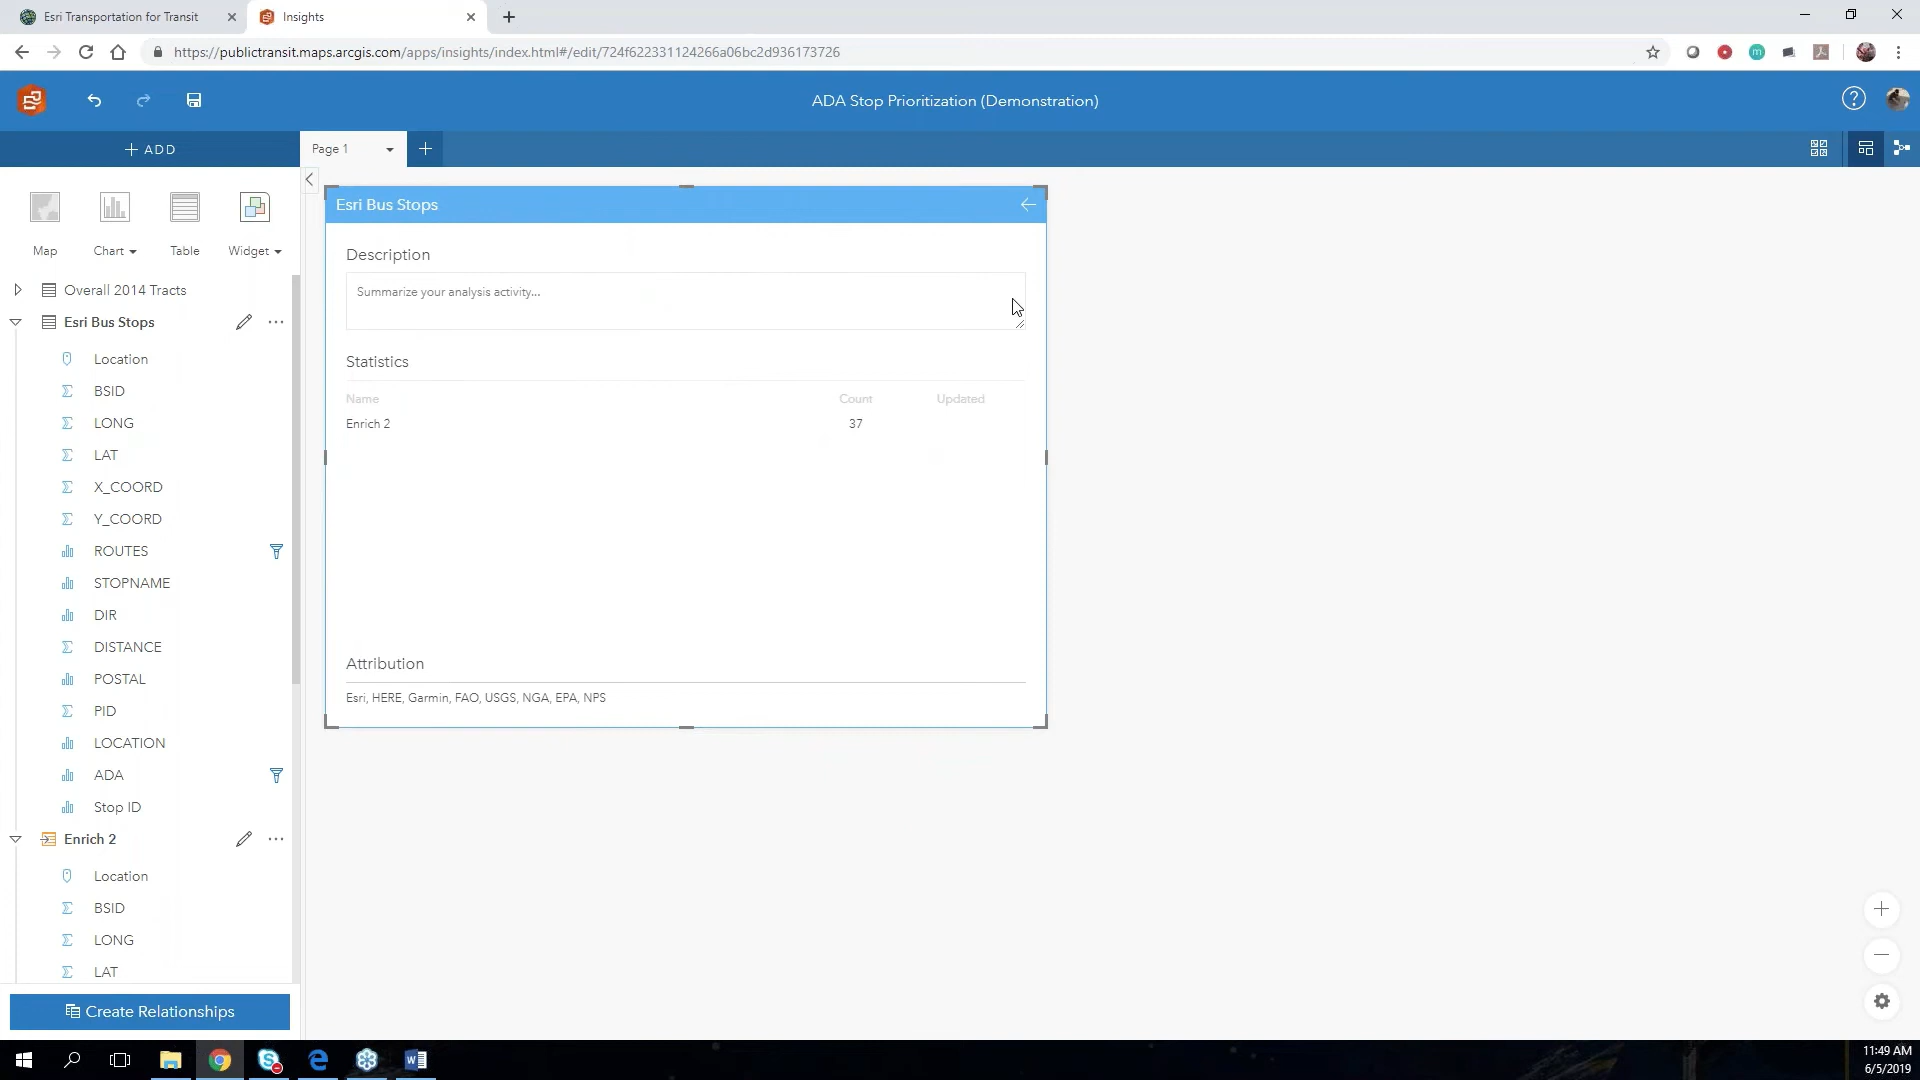 Esri Transportation for Transit
Insights
https://publictransit.maps.arcgis.com/apps/insights/index.html#/edit/724f622331124266a06bc2d936173726
ADA Stop Prioritization (Demonstration)
ADD
Page 1
Map
Chart
Table
Widget
Overall 2014 Tracts
Esri Bus Stops
Location
BSID
LONG
LAT
X_COORD
Y_COORD
ROUTES
STOPNAME
DIR
DISTANCE
POSTAL
PID
LOCATION
ADA
Stop ID
Enrich 2
Location
BSID
LONG
LAT
Create Relationships
Esri Bus Stops
Description
Summarize your analysis activity...
Statistics
Name Count Updated
Enrich 2 37
Attribution
Esri, HERE, Garmin, FAO, USGS, NGA, EPA, NPS
11:49 AM
6/5/2019